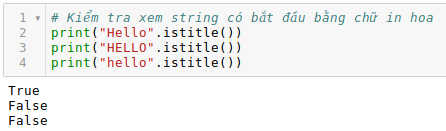 1 # Kiểm tra xem string có bắt đầu bằng chữ in hoa
2 print("Hello".istitle())
3 print("HELLO".istitle())
4 print("hello".istitle())
True
False
False